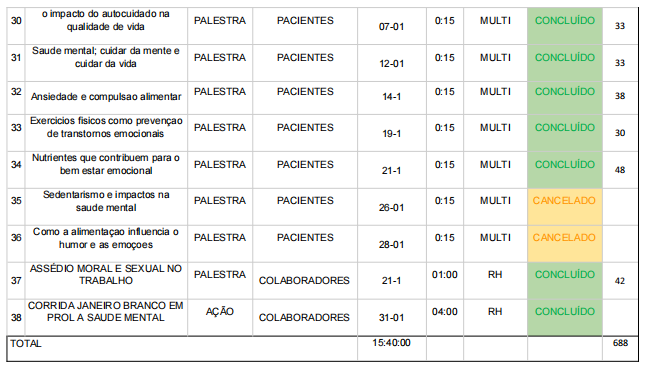 30 o impacto do autocuidado na qualidade de vida PALESTRA PACIENTES 07-01 0:15 MULTI CONCLUÍDO 33
31 Saude mental; cuidar da mente e cuidar da vida PALESTRA PACIENTES 12-01 0:15 MULTI CONCLUÍDO 33
32 Ansiedade e compulsao alimentar PALESTRA PACIENTES 14-1 0:15 MULTI CONCLUÍDO 38
33 Exercicios fisicos como prevençao de transtornos emocionais PALESTRA PACIENTES 19-1 0:15 MULTI CONCLUÍDO 30
34 Nutrientes que contribuem para o bem estar emocional PALESTRA PACIENTES 21-1 0:15 MULTI CONCLUÍDO 48
35 Sedentarismo e impactos na saude mental PALESTRA PACIENTES 26-01 0:15 MULTI CANCELADO
36 Como a alimentaçao influencia o humor e as emoçoes PALESTRA PACIENTES 28-01 0:15 MULTI CANCELADO
37 ASSÉDIO MORAL E SEXUAL NO TRABALHO PALESTRA COLABORADORES 21-1 01:00 RH CONCLUÍDO 42
38 CORRIDA JANEIRO BRANCO EM PROL A SAUDE MENTAL AÇÃO COLABORADORES 31-01 04:00 RH CONCLUÍDO
TOTAL 15:40:00 688